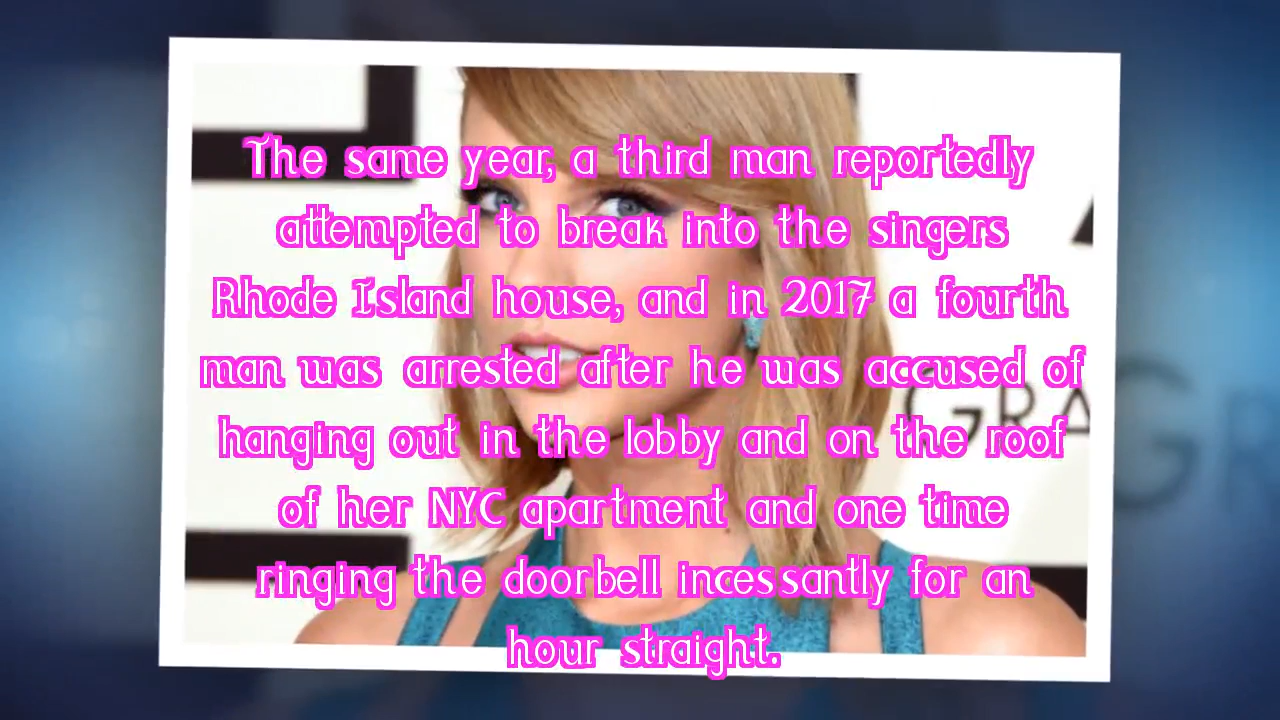 The same year, a third man reportedly
attempted to break into the singers
Rhode Island house, and in 2017 a fourth
man was arrested after he was accused of
hanging out in the lobby and on the roof
of her NYC apartment and one time
ringing the doorbell incessantly for an
hour straight.
GRA